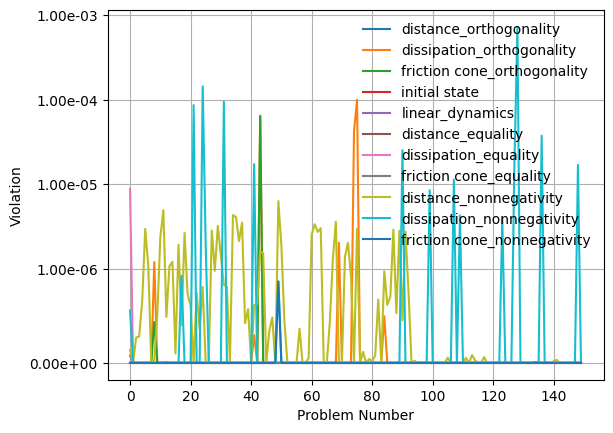 1.00e-03
1.00e-04
1.00e-05
1.00e-06
0.00e+00
Violation
distance_orthogonality
dissipation_orthogonality
friction cone_orthogonality
initial state
linear_dynamics
distance_equality
dissipation_equality
friction cone_equality
distance_nonnegativity
dissipation_nonnegativity
friction cone_nonnegativity
0 20 40 60 80 100 120 140
Problem Number